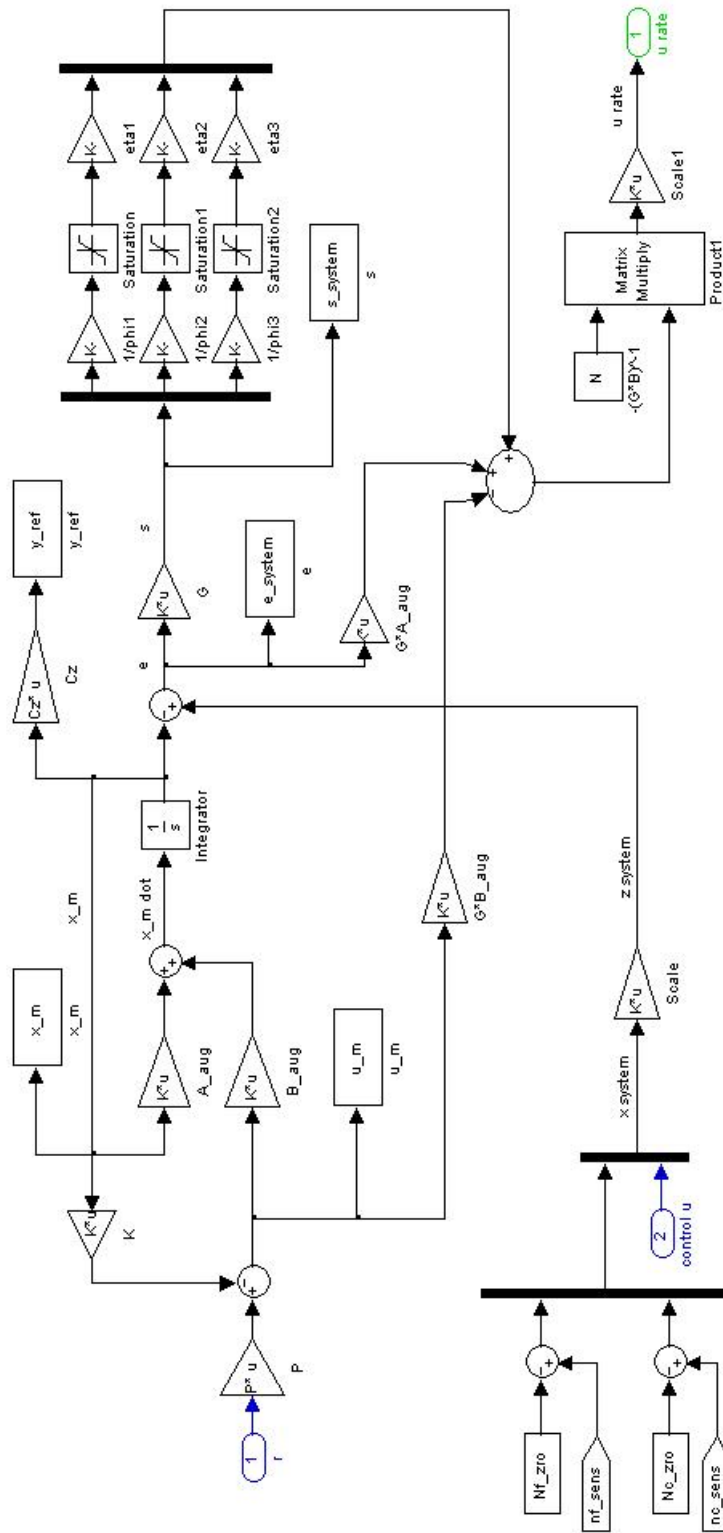 1
r
P* u
P
K*u
K
x_m
x_m
x_m
K*u
A_aug
K*u
B_aug
u_m
u_m
x_m dot
1
s
Integrator
Cz* u
Cz
y_ref
y_ref
e
K*u
G
s
e_system
e
K*u
G*A_aug
K*u
G*B_aug
s_system
s
K-
1/phi1
Saturation
K-
eta1
K-
1/phi2
Saturation1
K-
eta2
K-
1/phi3
Saturation2
K-
eta3
N
-(G*B)^-1
Matrix
Multiply
Product1
K*u
Scale1
u rate
1
u rate
Nf_zro
nf_sens
Nc_zro
nc_sens
2
control u
x system
K*u
Scale
z system